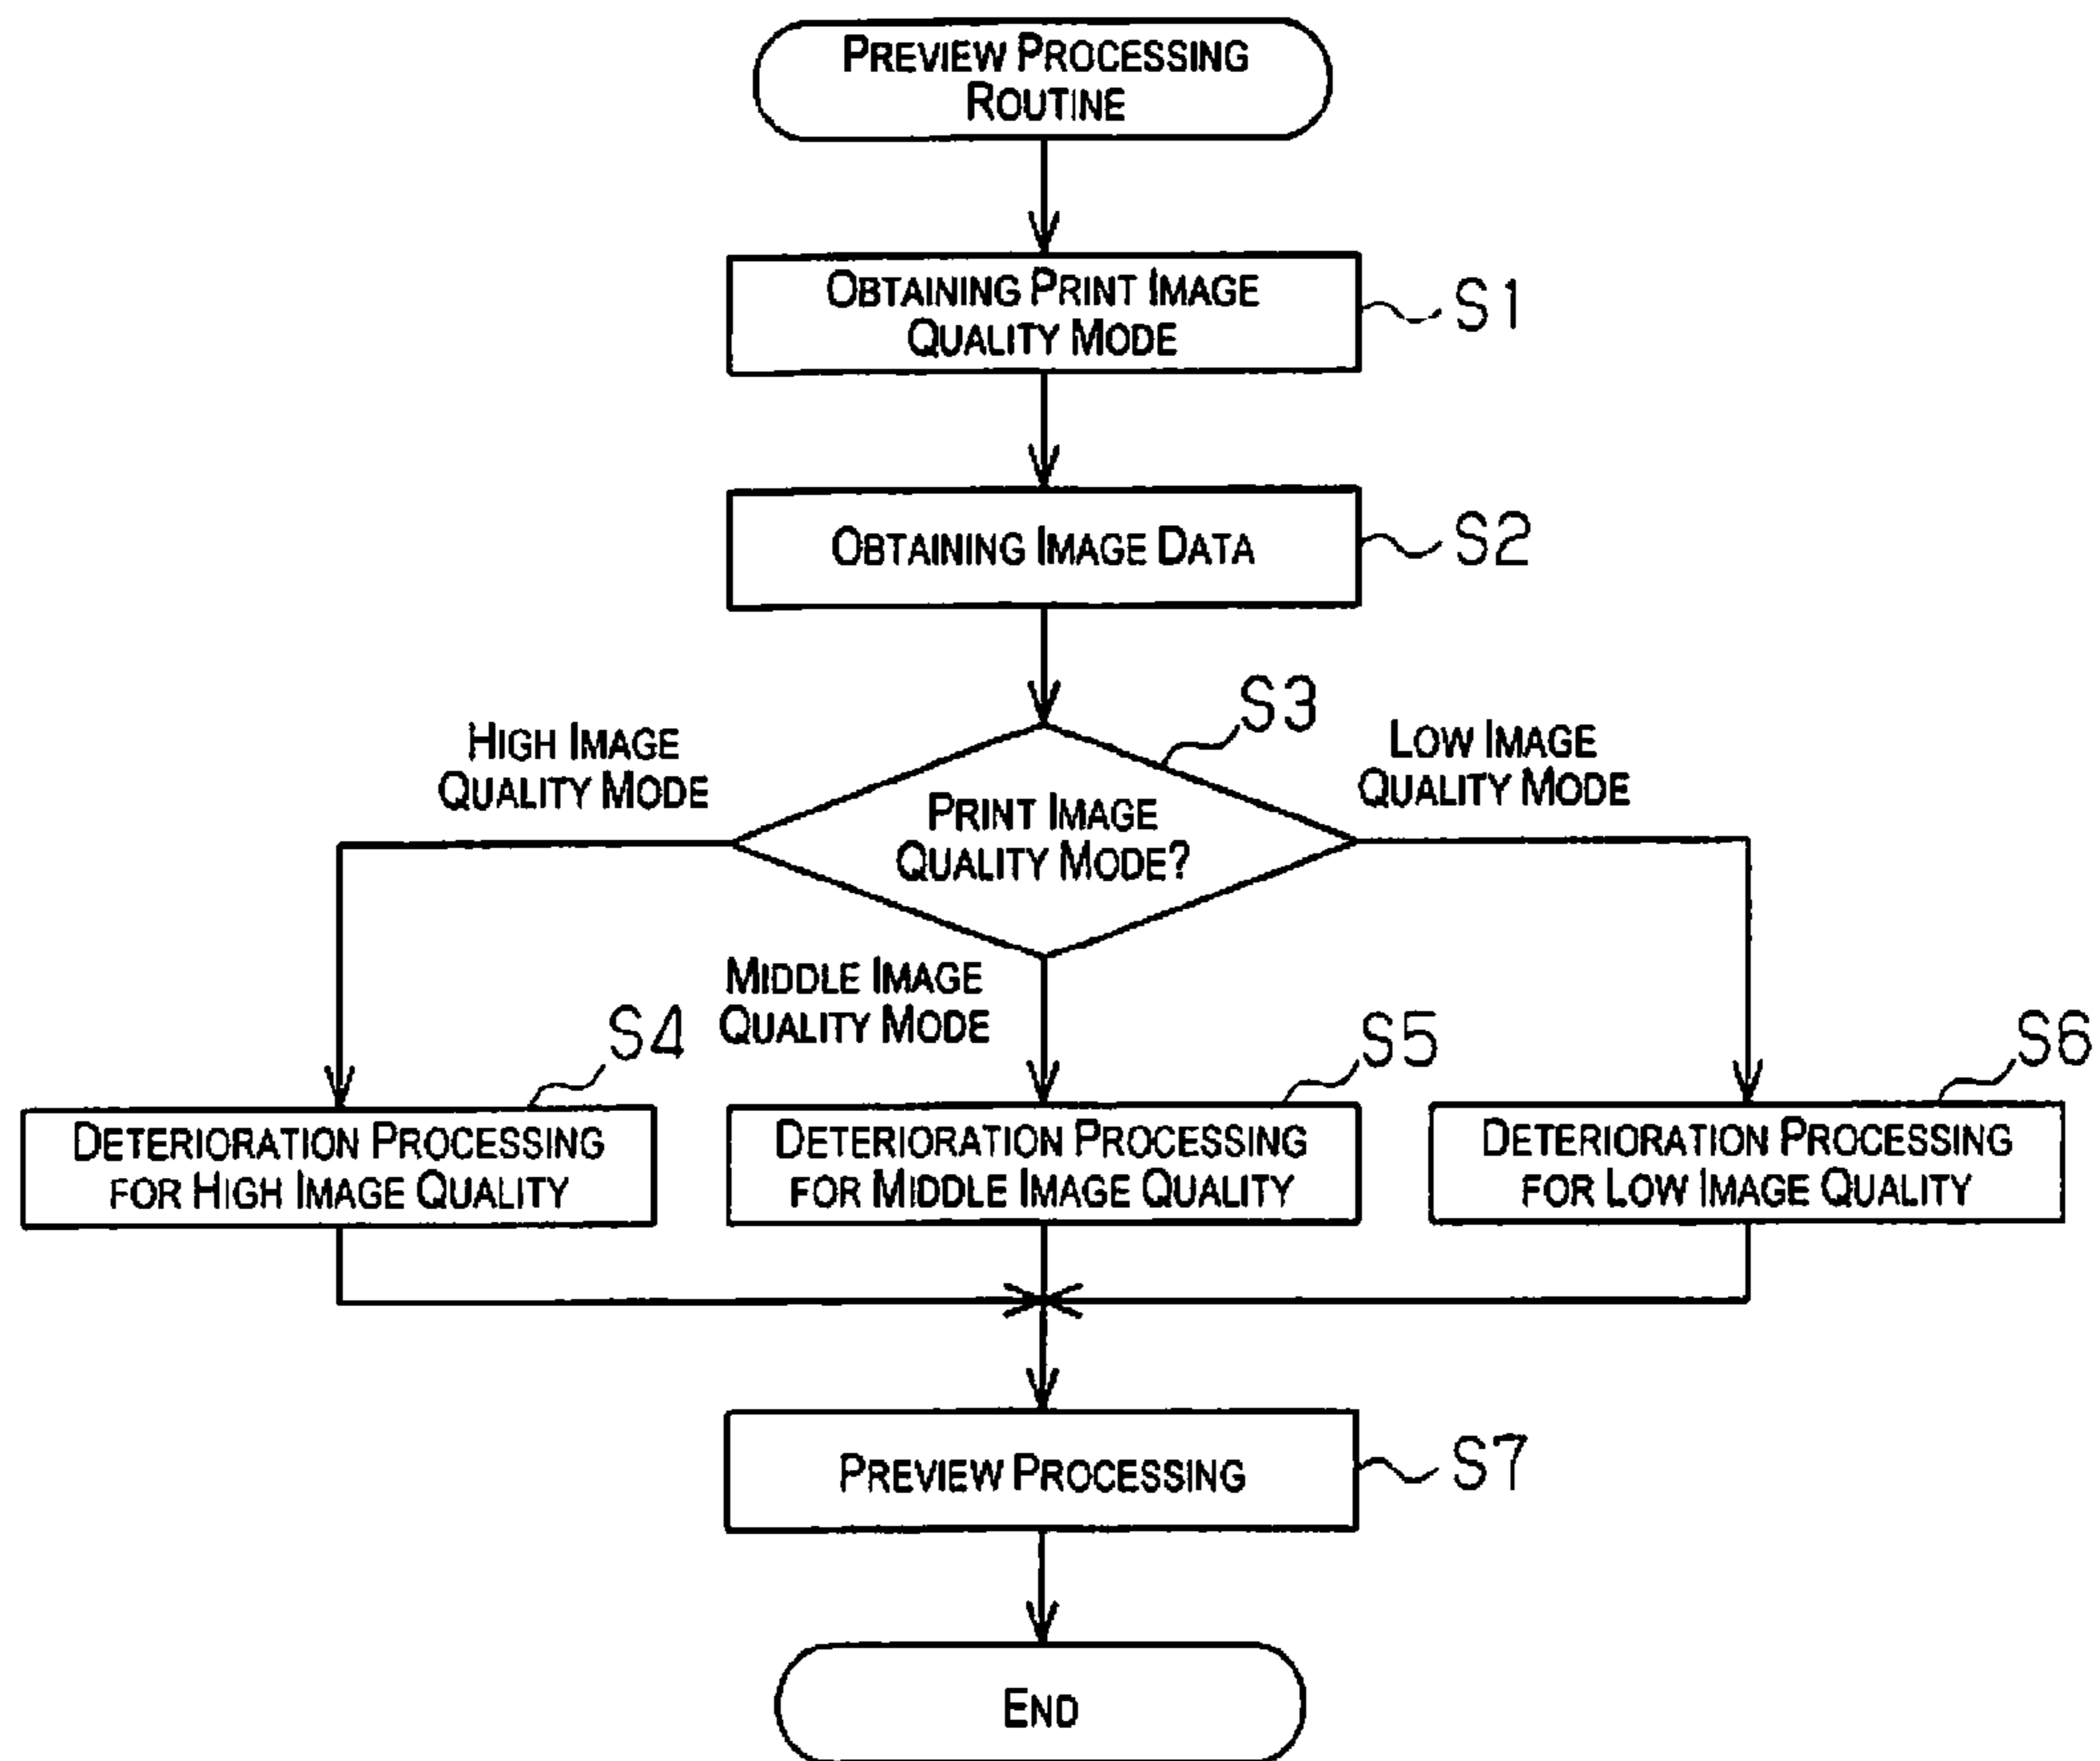 PREVIEW PROCESSING
ROUTINE
OBTAINING PRINT IMAGE
QUALITY MODE
S1
OBTAINING IMAGE DATA
S2
S3
HIGH IMAGE
QUALITY MODE
LOW IMAGE
QUALITY MODE
PRINT IMAGE
QUALITY MODE?
MIDDLE IMAGE
QUALITY MODE
S4
S5
S6
DETERIORATION PROCESSING
FOR HIGH IMAGE QUALITY
DETERIORATION PROCESSING
FOR MIDDLE IMAGE QUALITY
DETERIORATION PROCESSING
FOR LOW IMAGE QUALITY
PREVIEW PROCESSING
S7
END